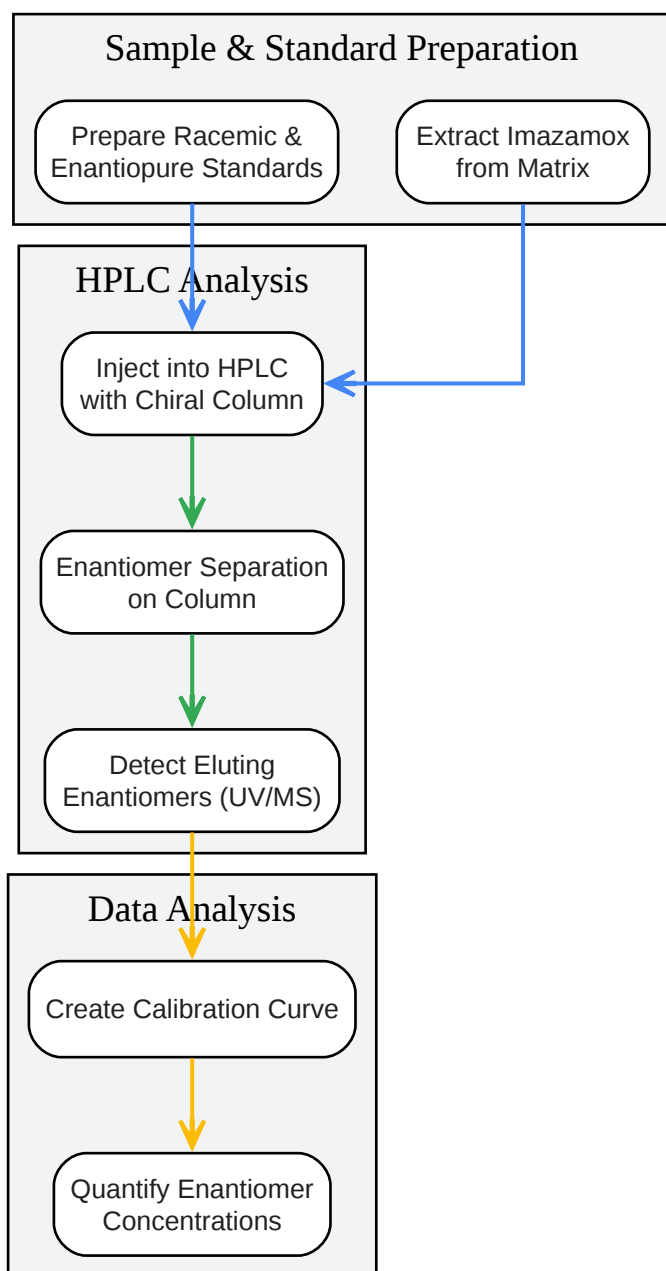 Sample & Standard Preparation
Prepare Racemic &
Enantiopure Standards
Extract Imazamox
from Matrix
HPLC Analysis
Inject into HPLC
with Chiral Column
Enantiomer Separation
on Column
Detect Eluting
Enantiomers (UV/MS)
Data Analysis
Create Calibration Curve
Quantify Enantiomer
Concentrations